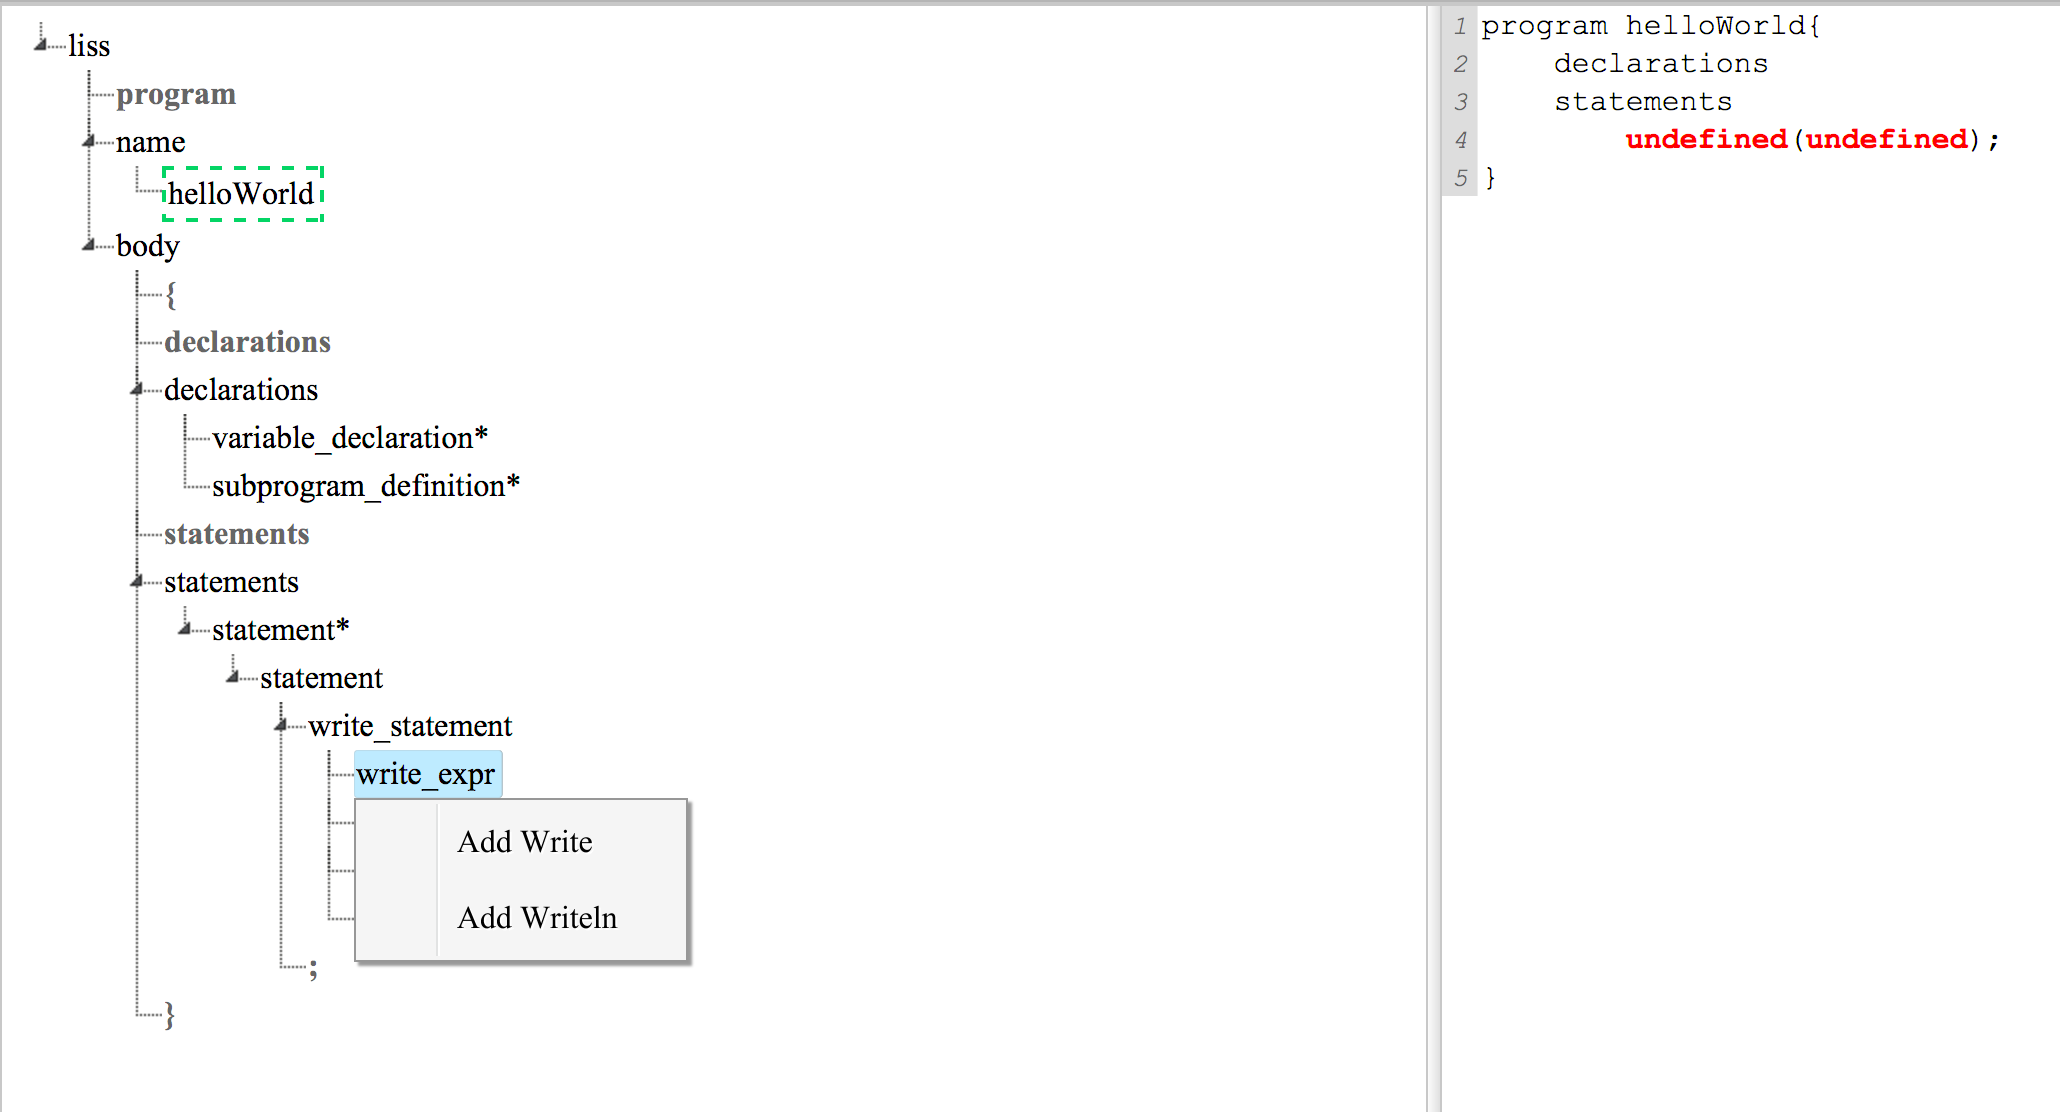 liss
program
name
helloWorld
body
{
declarations
declarations
variable_declaration*
subprogram_definition*
statements
statements
statement*
statement
write_statement
write_expr
Add Write
Add Writeln
;
}
1 program helloWorld{
2 declarations
3 statements
4 undefined(undefined);
5 }